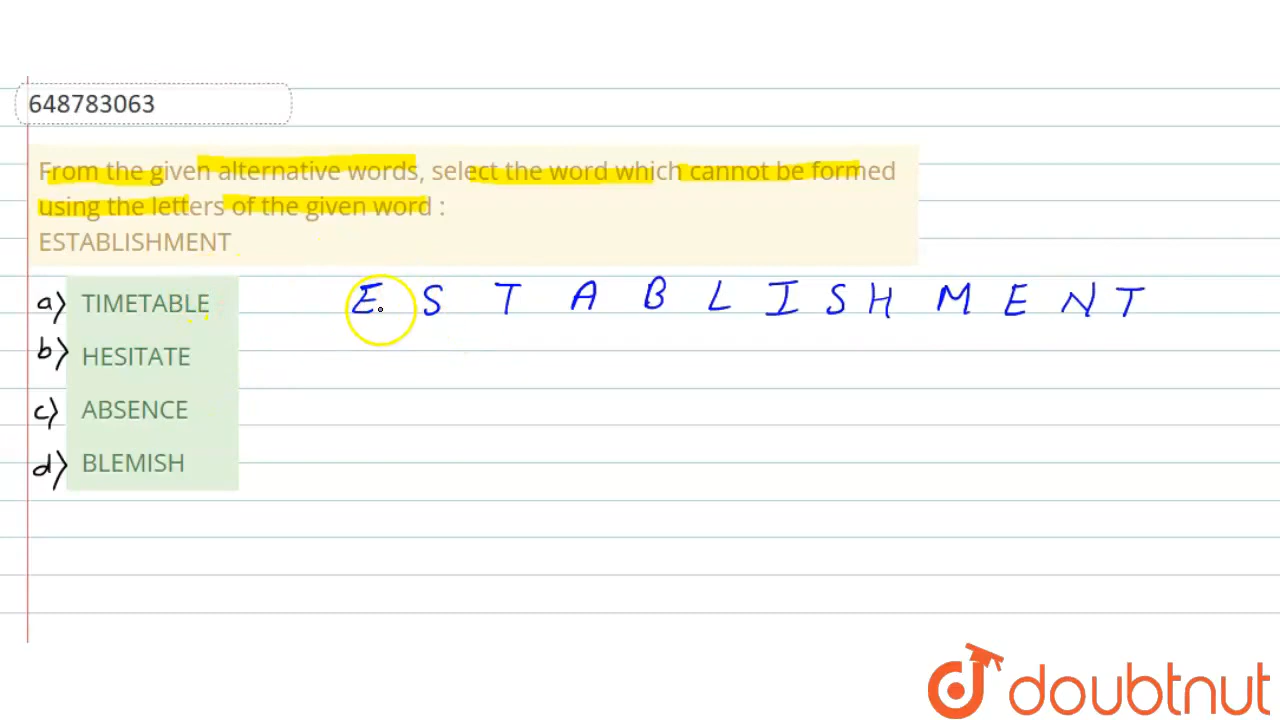 648783063
From the given alternative words, select the word which cannot be formed
using the letters of the given word :
ESTABLISHMENT
a) TIMETABLE
E S T A B L I S H M E N T
b) HESITATE
c) ABSENCE
d) BLEMISH
doubtnut